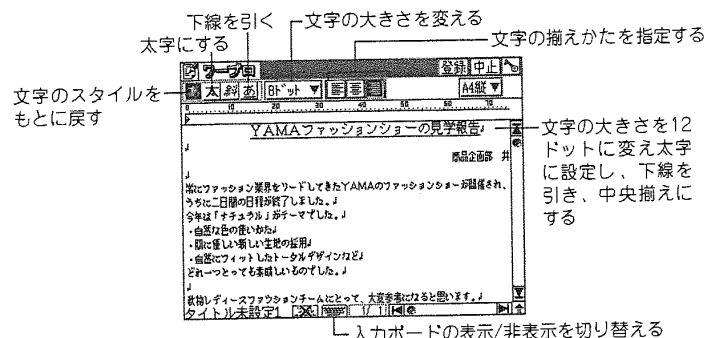 下線を引く
文字の大きさを変える
太字にする
文字の揃えかたを指定する
文字のスタイルを
もとに戻す
ワープロ
登録 中止
太 斜 あ 8ドット ▼ A4縦 ▼
YAMAファッションショーの見学報告
商品企画部 井
常にファッション業界をリードしてきたYAMAのファッションショーが開催され、
うちに二日間の日程が終了しました。
今年は「ナチュラル」がテーマでした。
・自然な色の使いかた
・肌に優しい新しい生地の採用
・自然にフィットしたトータルデザインなど
どれ一つとっても素晴しいものでした。
秋物レディースファッションチームにとって、大変参考になると思います。
タイトル未設定1 1/ 1
文字の大きさを12
ドットに変え太字
に設定し、下線を
引き、中央揃えに
する
入力ボードの表示/非表示を切り替える